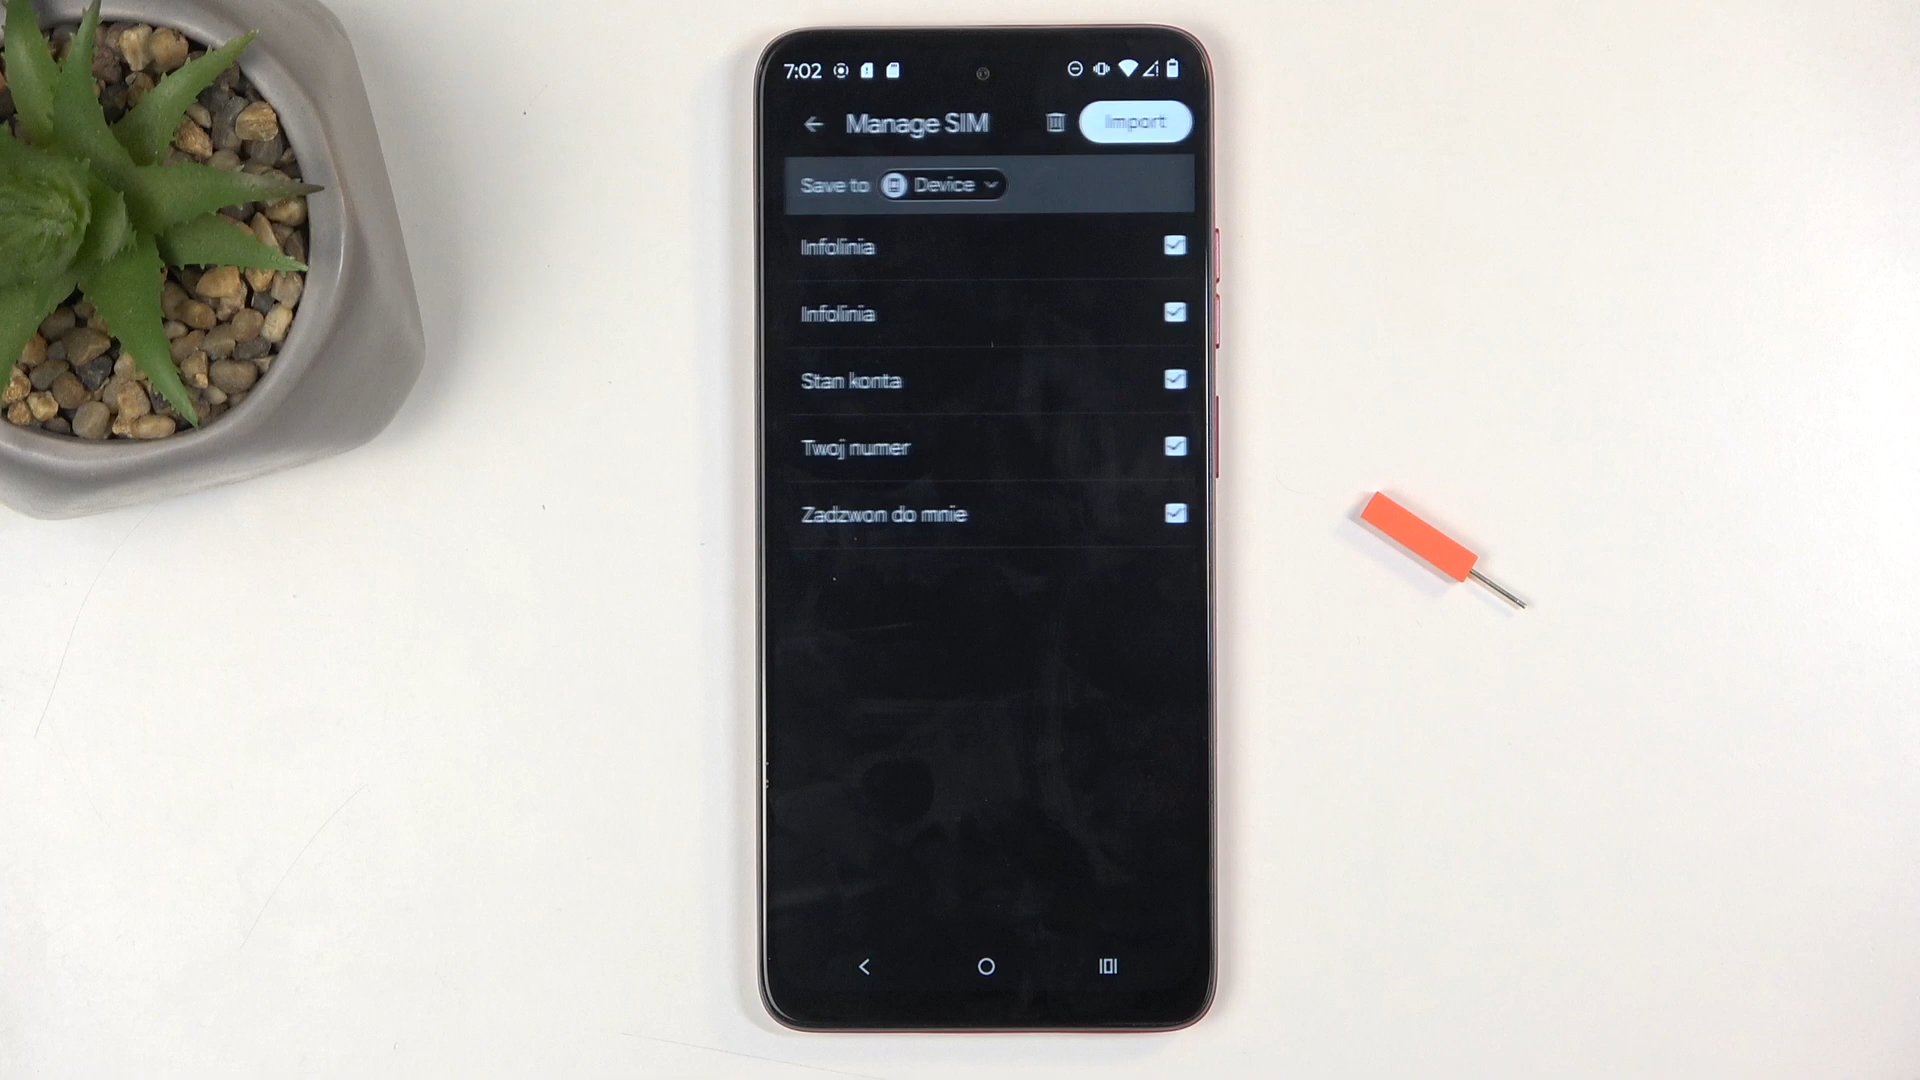 7:02
Manage SIM
Import
Save to Device
Infolinia
Infolinia
Stan konta
Twoj numer
Zadzwon do mnie